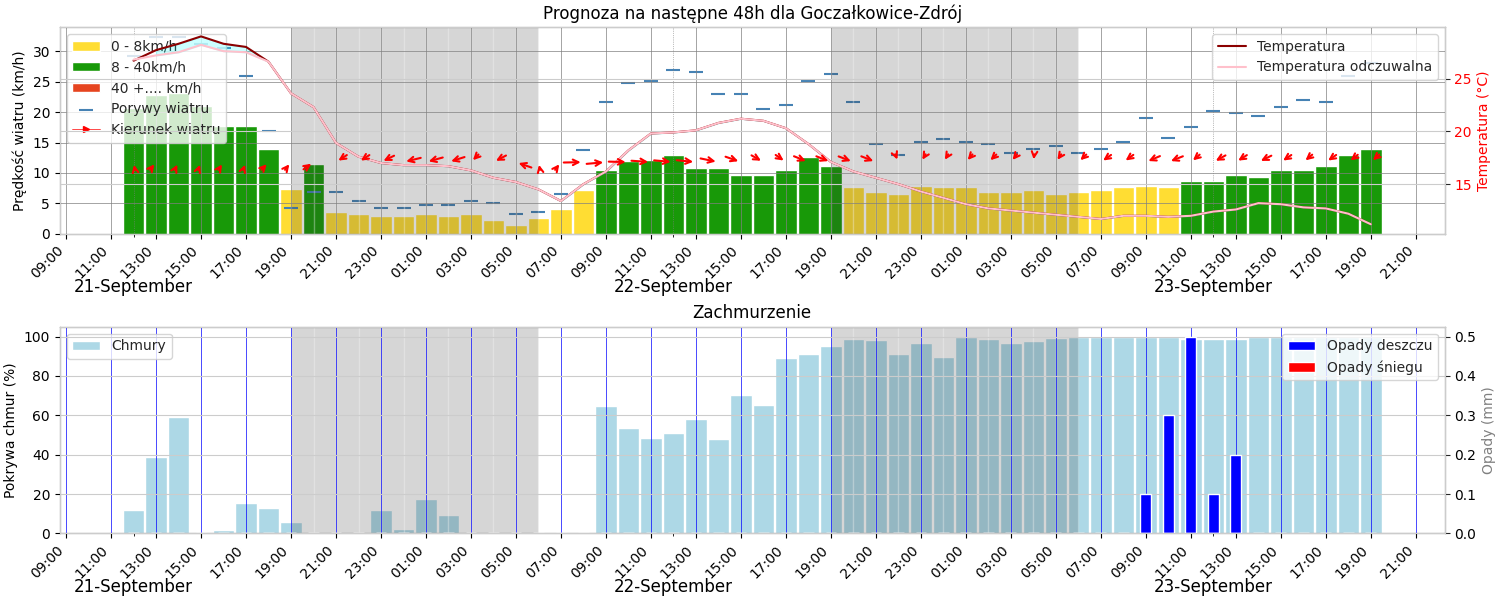 Prognoza na następne 48h dla Goczałkowice-Zdrój
Prędkość wiatru (km/h)
30
25
20
15
10
5
0
0 - 8km/h
8 - 40km/h
40 +.... km/h
Porywy wiatru
Kierunek wiatru
Temperatura
Temperatura odczuwalna
25
20
15
Temperatura (°C)
09:00 11:00 13:00 15:00 17:00 19:00 21:00 23:00 01:00 03:00 05:00 07:00 09:00 11:00 13:00 15:00 17:00 19:00 21:00 23:00 01:00 03:00 05:00 07:00 09:00 11:00 13:00 15:00 17:00 19:00 21:00
21-September 22-September 23-September
Zachmurzenie
Pokrywa chmur (%)
100
80
60
40
20
0
Chmury
Opady deszczu
Opady śniegu
0.5
0.4
0.3
0.2
0.1
0.0
Opady (mm)
09:00 11:00 13:00 15:00 17:00 19:00 21:00 23:00 01:00 03:00 05:00 07:00 09:00 11:00 13:00 15:00 17:00 19:00 21:00 23:00 01:00 03:00 05:00 07:00 09:00 11:00 13:00 15:00 17:00 19:00 21:00
21-September 22-September 23-September